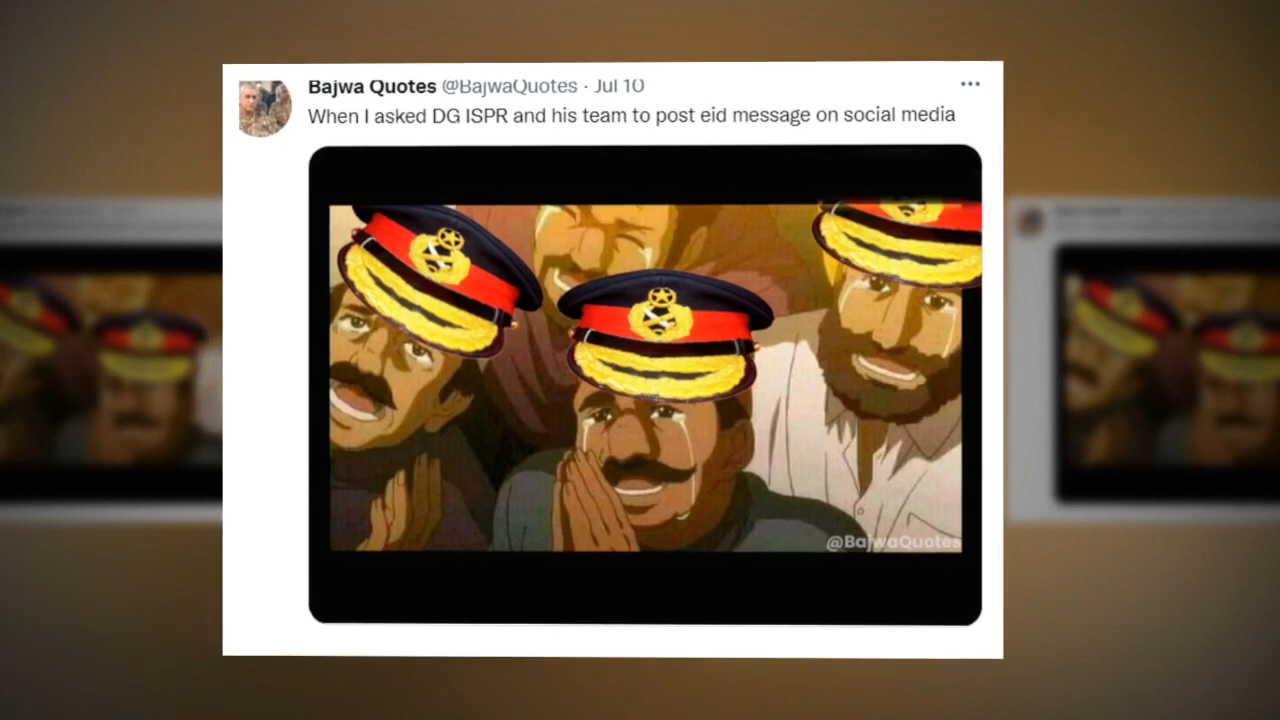 Bajwa Quotes @BajwaQuotes · Jul 10
When I asked DG ISPR and his team to post eid message on social media
@BajwaQuotes